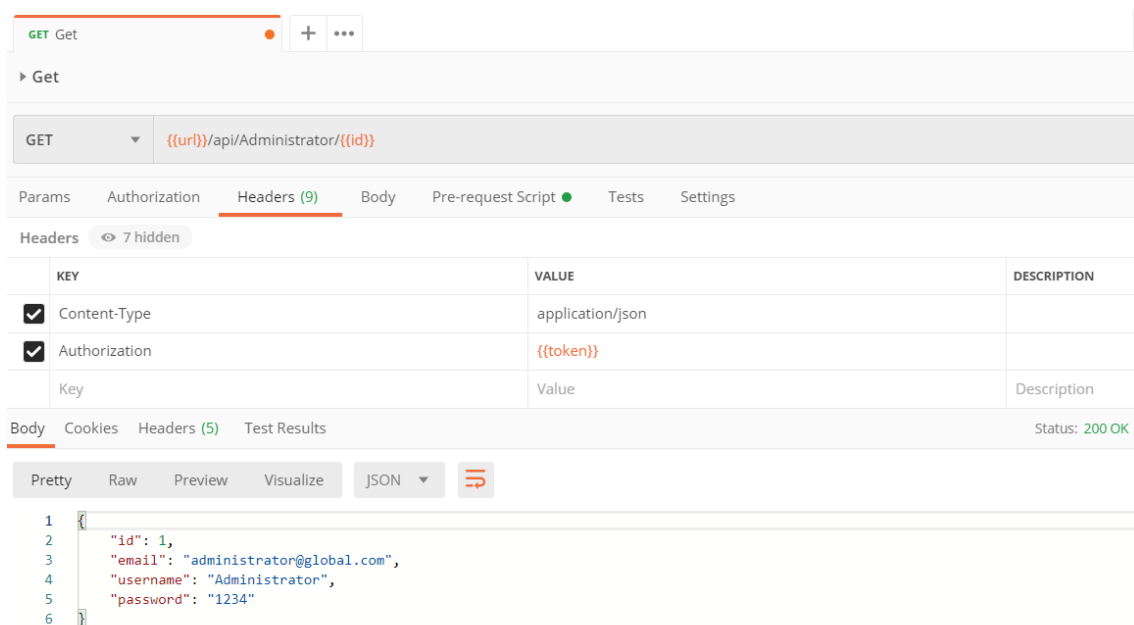 GET Get
Get
GET {{url}}/api/Administrator/{{id}}
Params Authorization Headers (9) Body Pre-request Script Tests Settings
Headers 7 hidden
KEY VALUE DESCRIPTION
Content-Type application/json
Authorization {{token}}
Key Value Description
Body Cookies Headers (5) Test Results Status: 200 OK
Pretty Raw Preview Visualize JSON
1 {
2 "id": 1,
3 "email": "administrator@global.com",
4 "username": "Administrator",
5 "password": "1234"
6 }